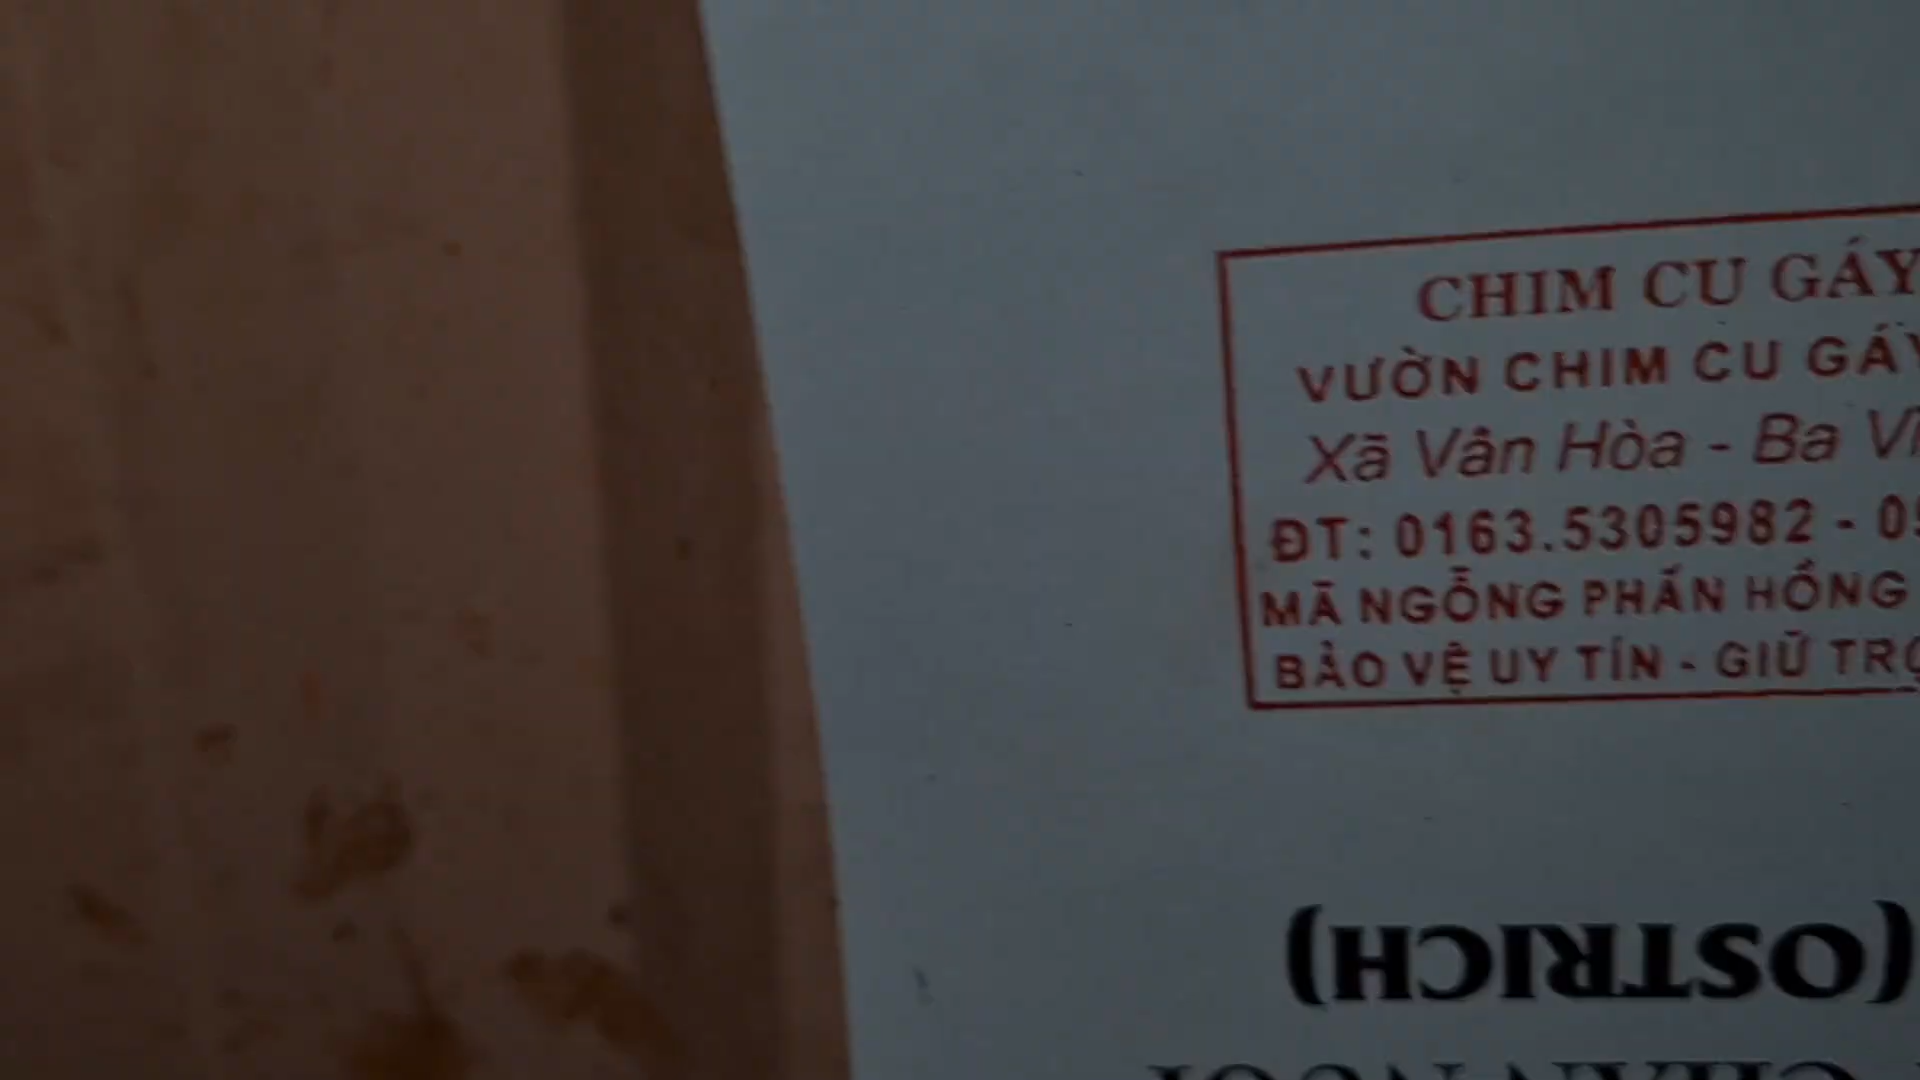 CHIM CU GÁY
VƯỜN CHIM CU GÁY
Xã Vân Hòa - Ba
ĐT: 0163.5305982 -
MÃ NGỖNG PHẤN HỒNG
BẢO VỆ UY TÍN - GIỮ
(OSTRICH)